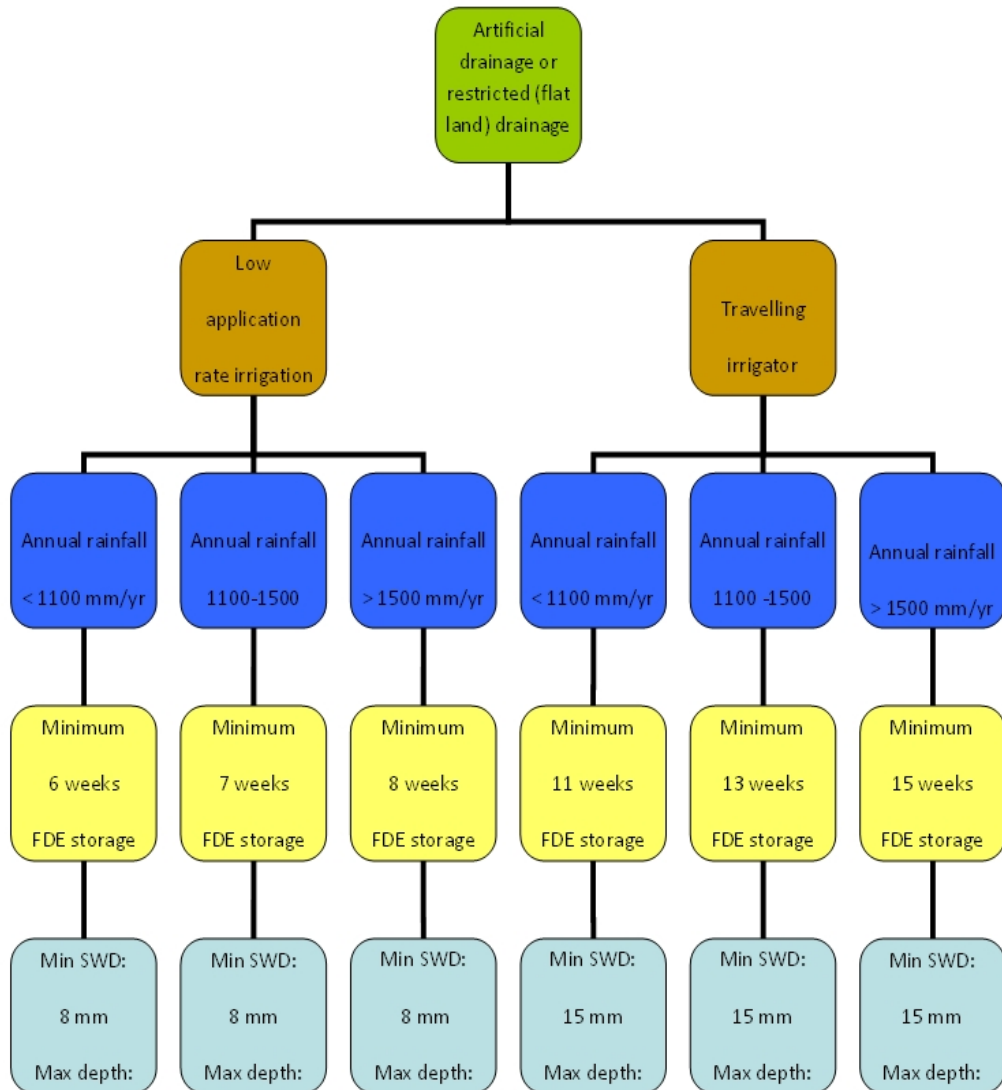 Artificial
drainage or
restricted (flat
land) drainage
Low
application
rate irrigation
Travelling
irrigator
Annual rainfall
< 1100 mm/yr
Annual rainfall
1100-1500
Annual rainfall
> 1500 mm/yr
Annual rainfall
< 1100 mm/yr
Annual rainfall
1100 -1500
Annual rainfall
> 1500 mm/yr
Minimum
6 weeks
FDE storage
Minimum
7 weeks
FDE storage
Minimum
8 weeks
FDE storage
Minimum
11 weeks
FDE storage
Minimum
13 weeks
FDE storage
Minimum
15 weeks
FDE storage
Min SWD:
8 mm
Max depth:
Min SWD:
8 mm
Max depth:
Min SWD:
8 mm
Max depth:
Min SWD:
15 mm
Max depth:
Min SWD:
15 mm
Max depth:
Min SWD:
15 mm
Max depth: